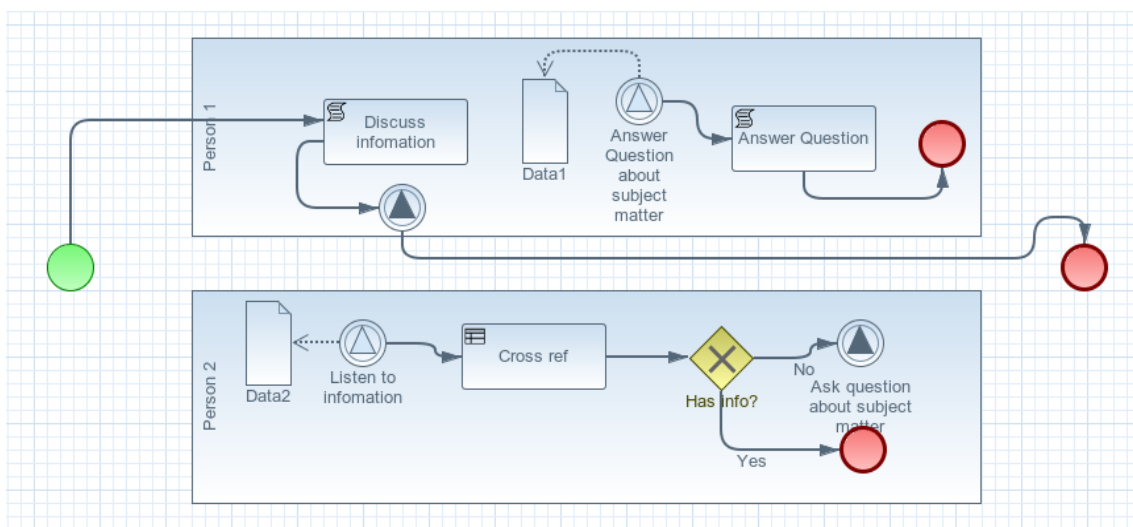 Person 1
Discuss
infomation
Data1
Answer
Question
about
subject
matter
Answer Question
Person 2
Data2
Listen to
infomation
Cross ref
Has info?
No
Ask question
about subject
matter
Yes